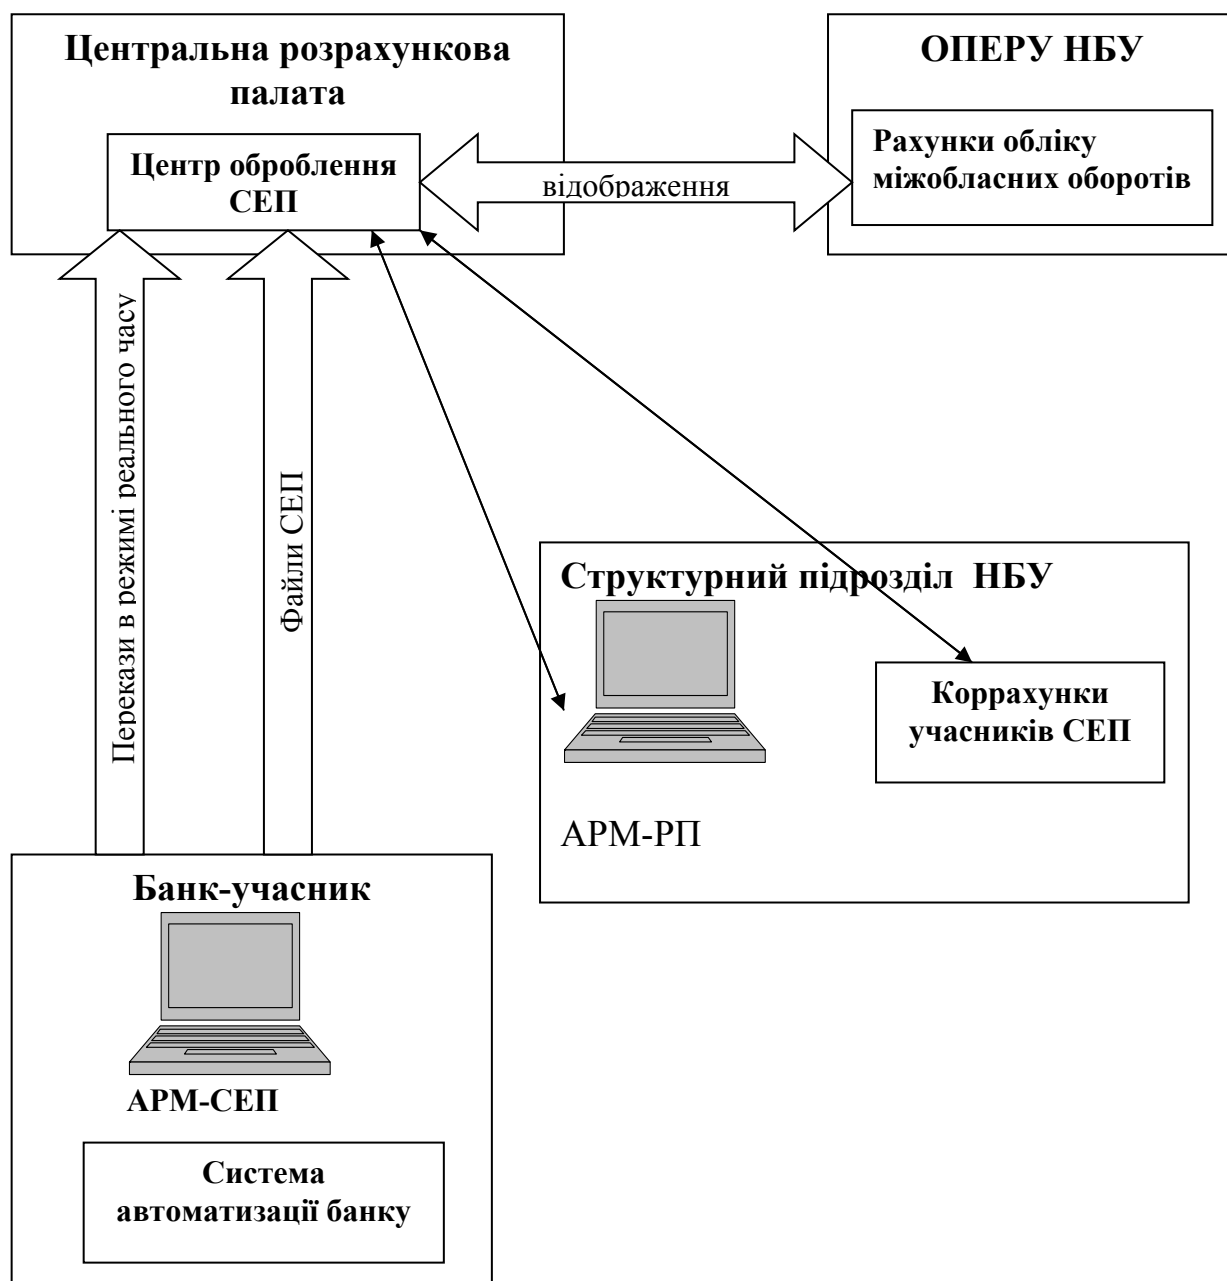 Центральна розрахункова
палата
Центр оброблення
СЕП
відображення
ОПЕРУ НБУ
Рахунки обліку
міжобласних оборотів
Перекази в режимі реального часу
Файли СЕП
Структурний підрозділ НБУ
Коррахунки
учасників СЕП
АРМ-РП
Банк-учасник
АРМ-СЕП
Система
автоматизації банку